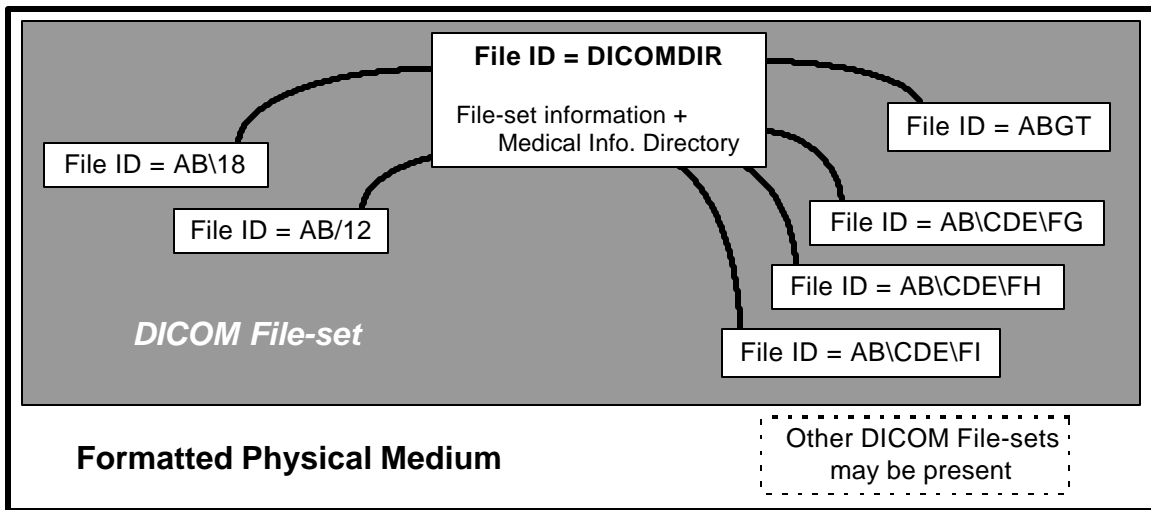 File ID = DICOMDIR
File-set information +
Medical Info. Directory
File ID = AB\18
File ID = AB/12
File ID = ABGT
File ID = AB\CDE\FG
File ID = AB\CDE\FH
File ID = AB\CDE\FI
DICOM File-set
Formatted Physical Medium
Other DICOM File-sets
may be present